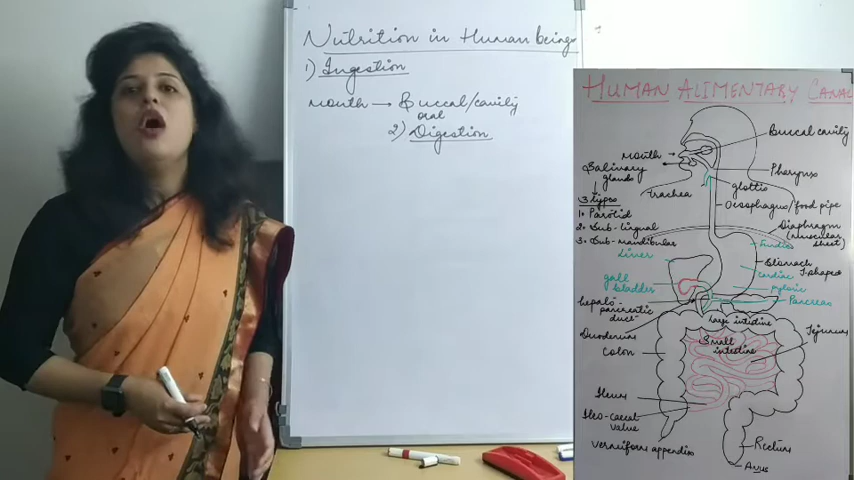 Nutrition in Human beings
1) Ingestion
mouth → Buccal/cavity
oral
2) Digestion
HUMAN ALIMENTARY CANAL
Buccal cavity
mouth
Salivary
glands
Pharynx
trachea
glottis
3 types
Oesophagus/food pipe
1. Parotid
2. Sub-lingual
3. Sub-mandibular
Diaphragm
(muscular
sheet)
Fundic
Liver
Stomach
J-shaped
cardiac
gall
bladder
pyloric
Pancreas
hepato-
pancreatic
duct
Large intestine
Duodenum
Jejunum
Small
intestine
Colon
Ileum
Ileo-caecal
valve
vermiform appendix
Rectum
Anus